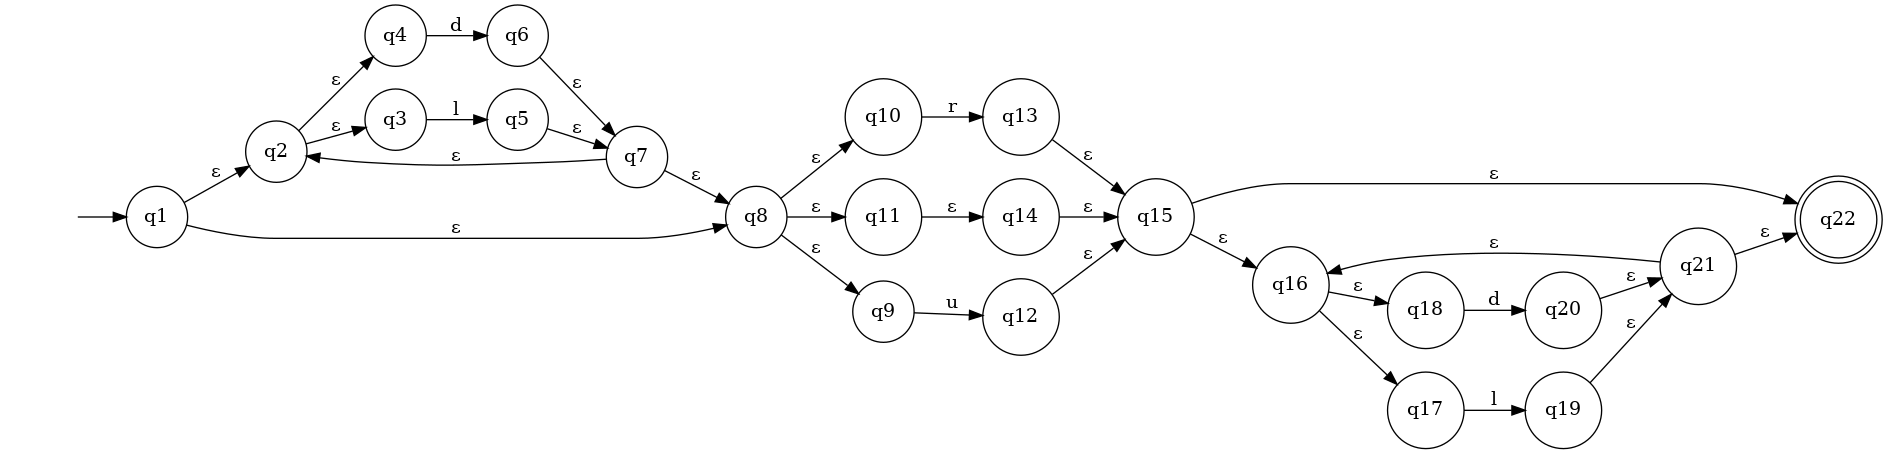 q4 d q6
ε ε
q10 r q13
q3 l q5
ε ε
q2 ε q7
ε ε ε ε
q1 ε q8 ε q11 ε q14 ε q15 ε q22
ε ε ε ε
q9 u q12
q16 ε q21
ε q18 d q20 ε
ε ε
q17 l q19